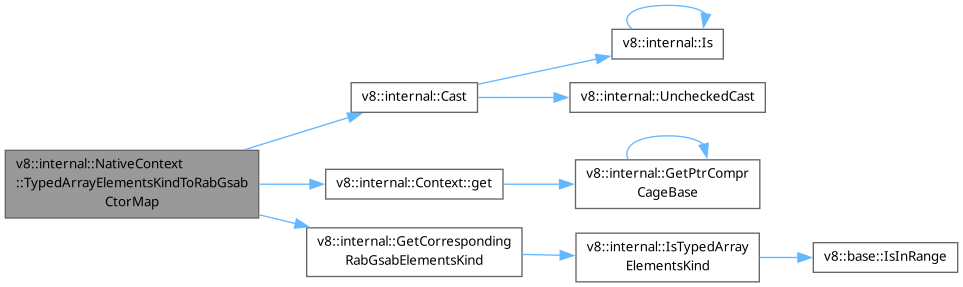 v8::internal::Is
v8::internal::Cast
v8::internal::UncheckedCast
v8::internal::NativeContext
::TypedArrayElementsKindToRabGsab
CtorMap
v8::internal::Context::get
v8::internal::GetPtrCompr
CageBase
v8::internal::GetCorresponding
RabGsabElementsKind
v8::internal::IsTypedArray
ElementsKind
v8::base::IsInRange